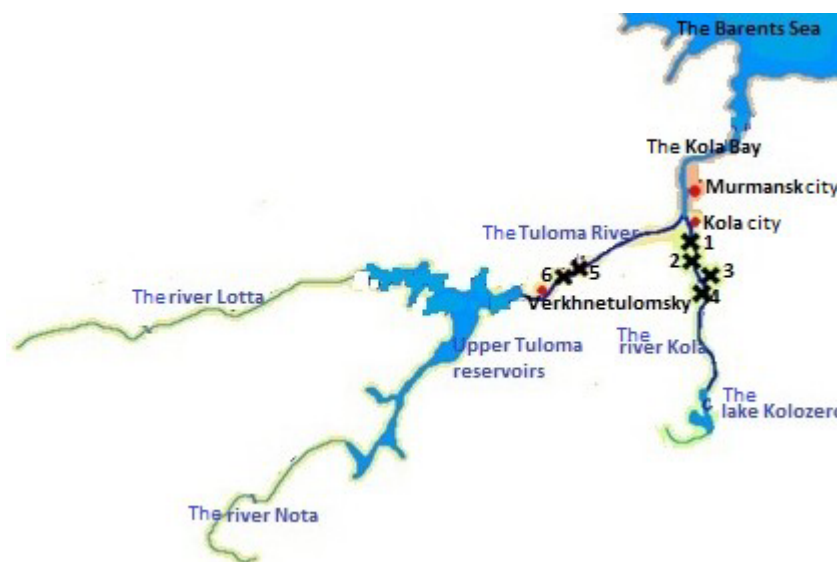 The Barents Sea
The Kola Bay
Murmansk city
Kola city
The Tuloma River
1
2
3
4
5
6
Verkhnetulomsky
The river Lotta
The
river Kola
Upper Tuloma
reservoirs
The
lake Kolozero
The river Nota